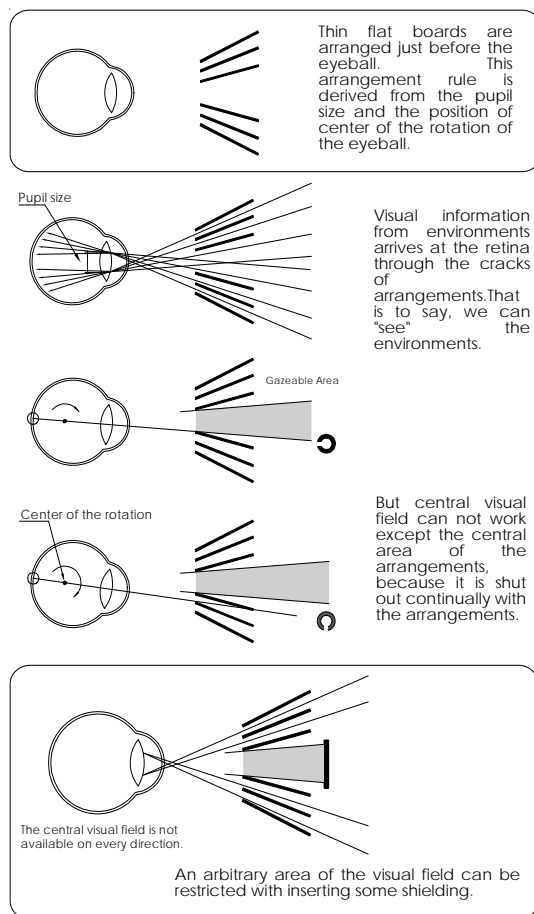 Thin flat boards are
arranged just before the
eyeball. This
arrangement rule is
derived from the pupil
size and the position of
center of the rotation of
the eyeball.
Pupil size
Visual information
from environments
arrives at the retina
through the cracks
of
arrangements.That
is to say, we can
"see" the
environments.
Gazeable Area
Center of the rotation
But central visual
field can not work
except the central
area of the
arrangements,
because it is shut
out continually with
the arrangements.
The central visual field is not
available on every direction.
An arbitrary area of the visual field can be
restricted with inserting some shielding.